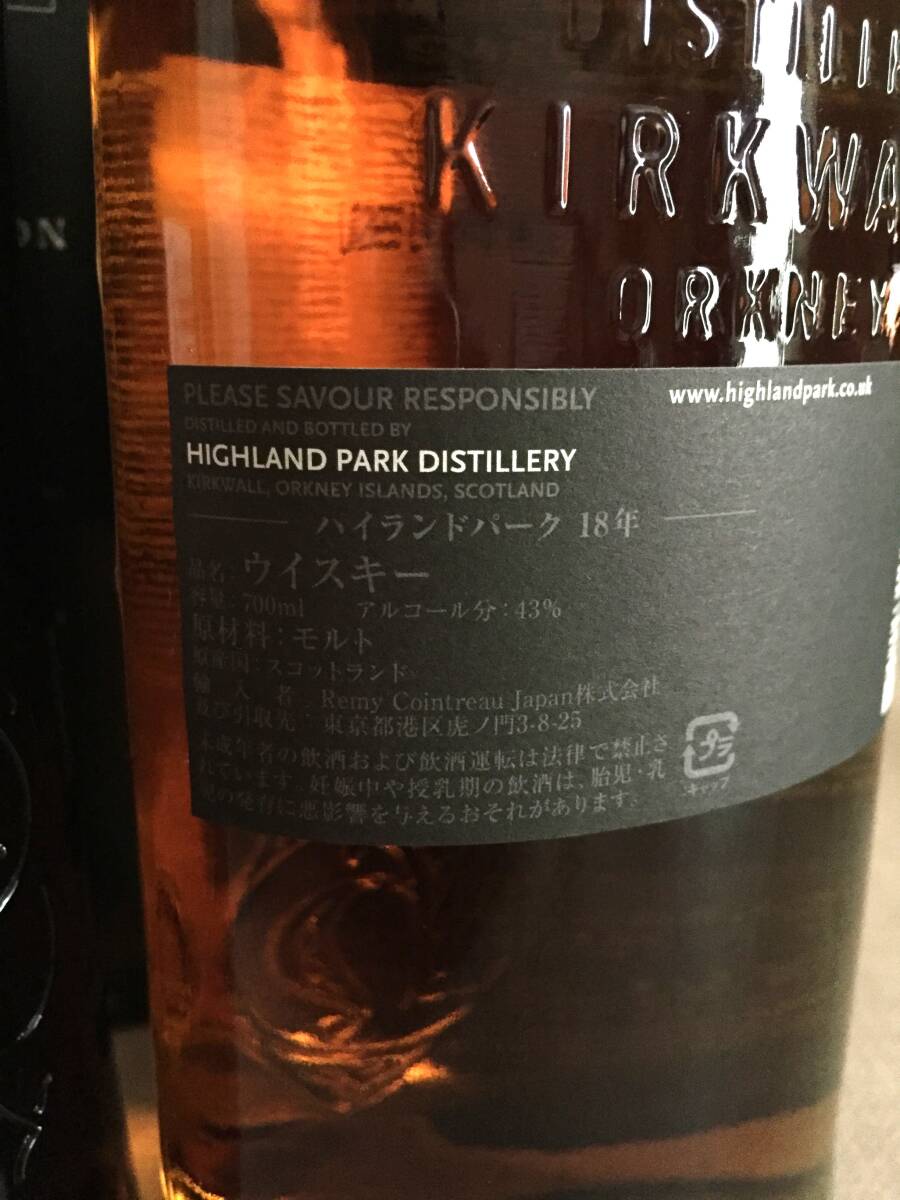 DISTILL
KIRKWA
ORKNEY
ON
PLEASE SAVOUR RESPONSIBLY
www.highlandpark.co.uk
DISTILLED AND BOTTLED BY
HIGHLAND PARK DISTILLERY
KIRKWALL, ORKNEY ISLANDS, SCOTLAND
ハイランドパーク 18年
品名:ウイスキー
容量:700ml アルコール分:43%
原材料:モルト
原産国:スコットランド
輸入者 Remy Cointreau Japan株式会社
及び引取先:東京都港区虎ノ門3-8-25
未成年者の飲酒および飲酒運転は法律で禁止さ
れています。妊娠中や授乳期の飲酒は、胎児・乳
児の発育に悪影響を与えるおそれがあります。
プラ
キャップ